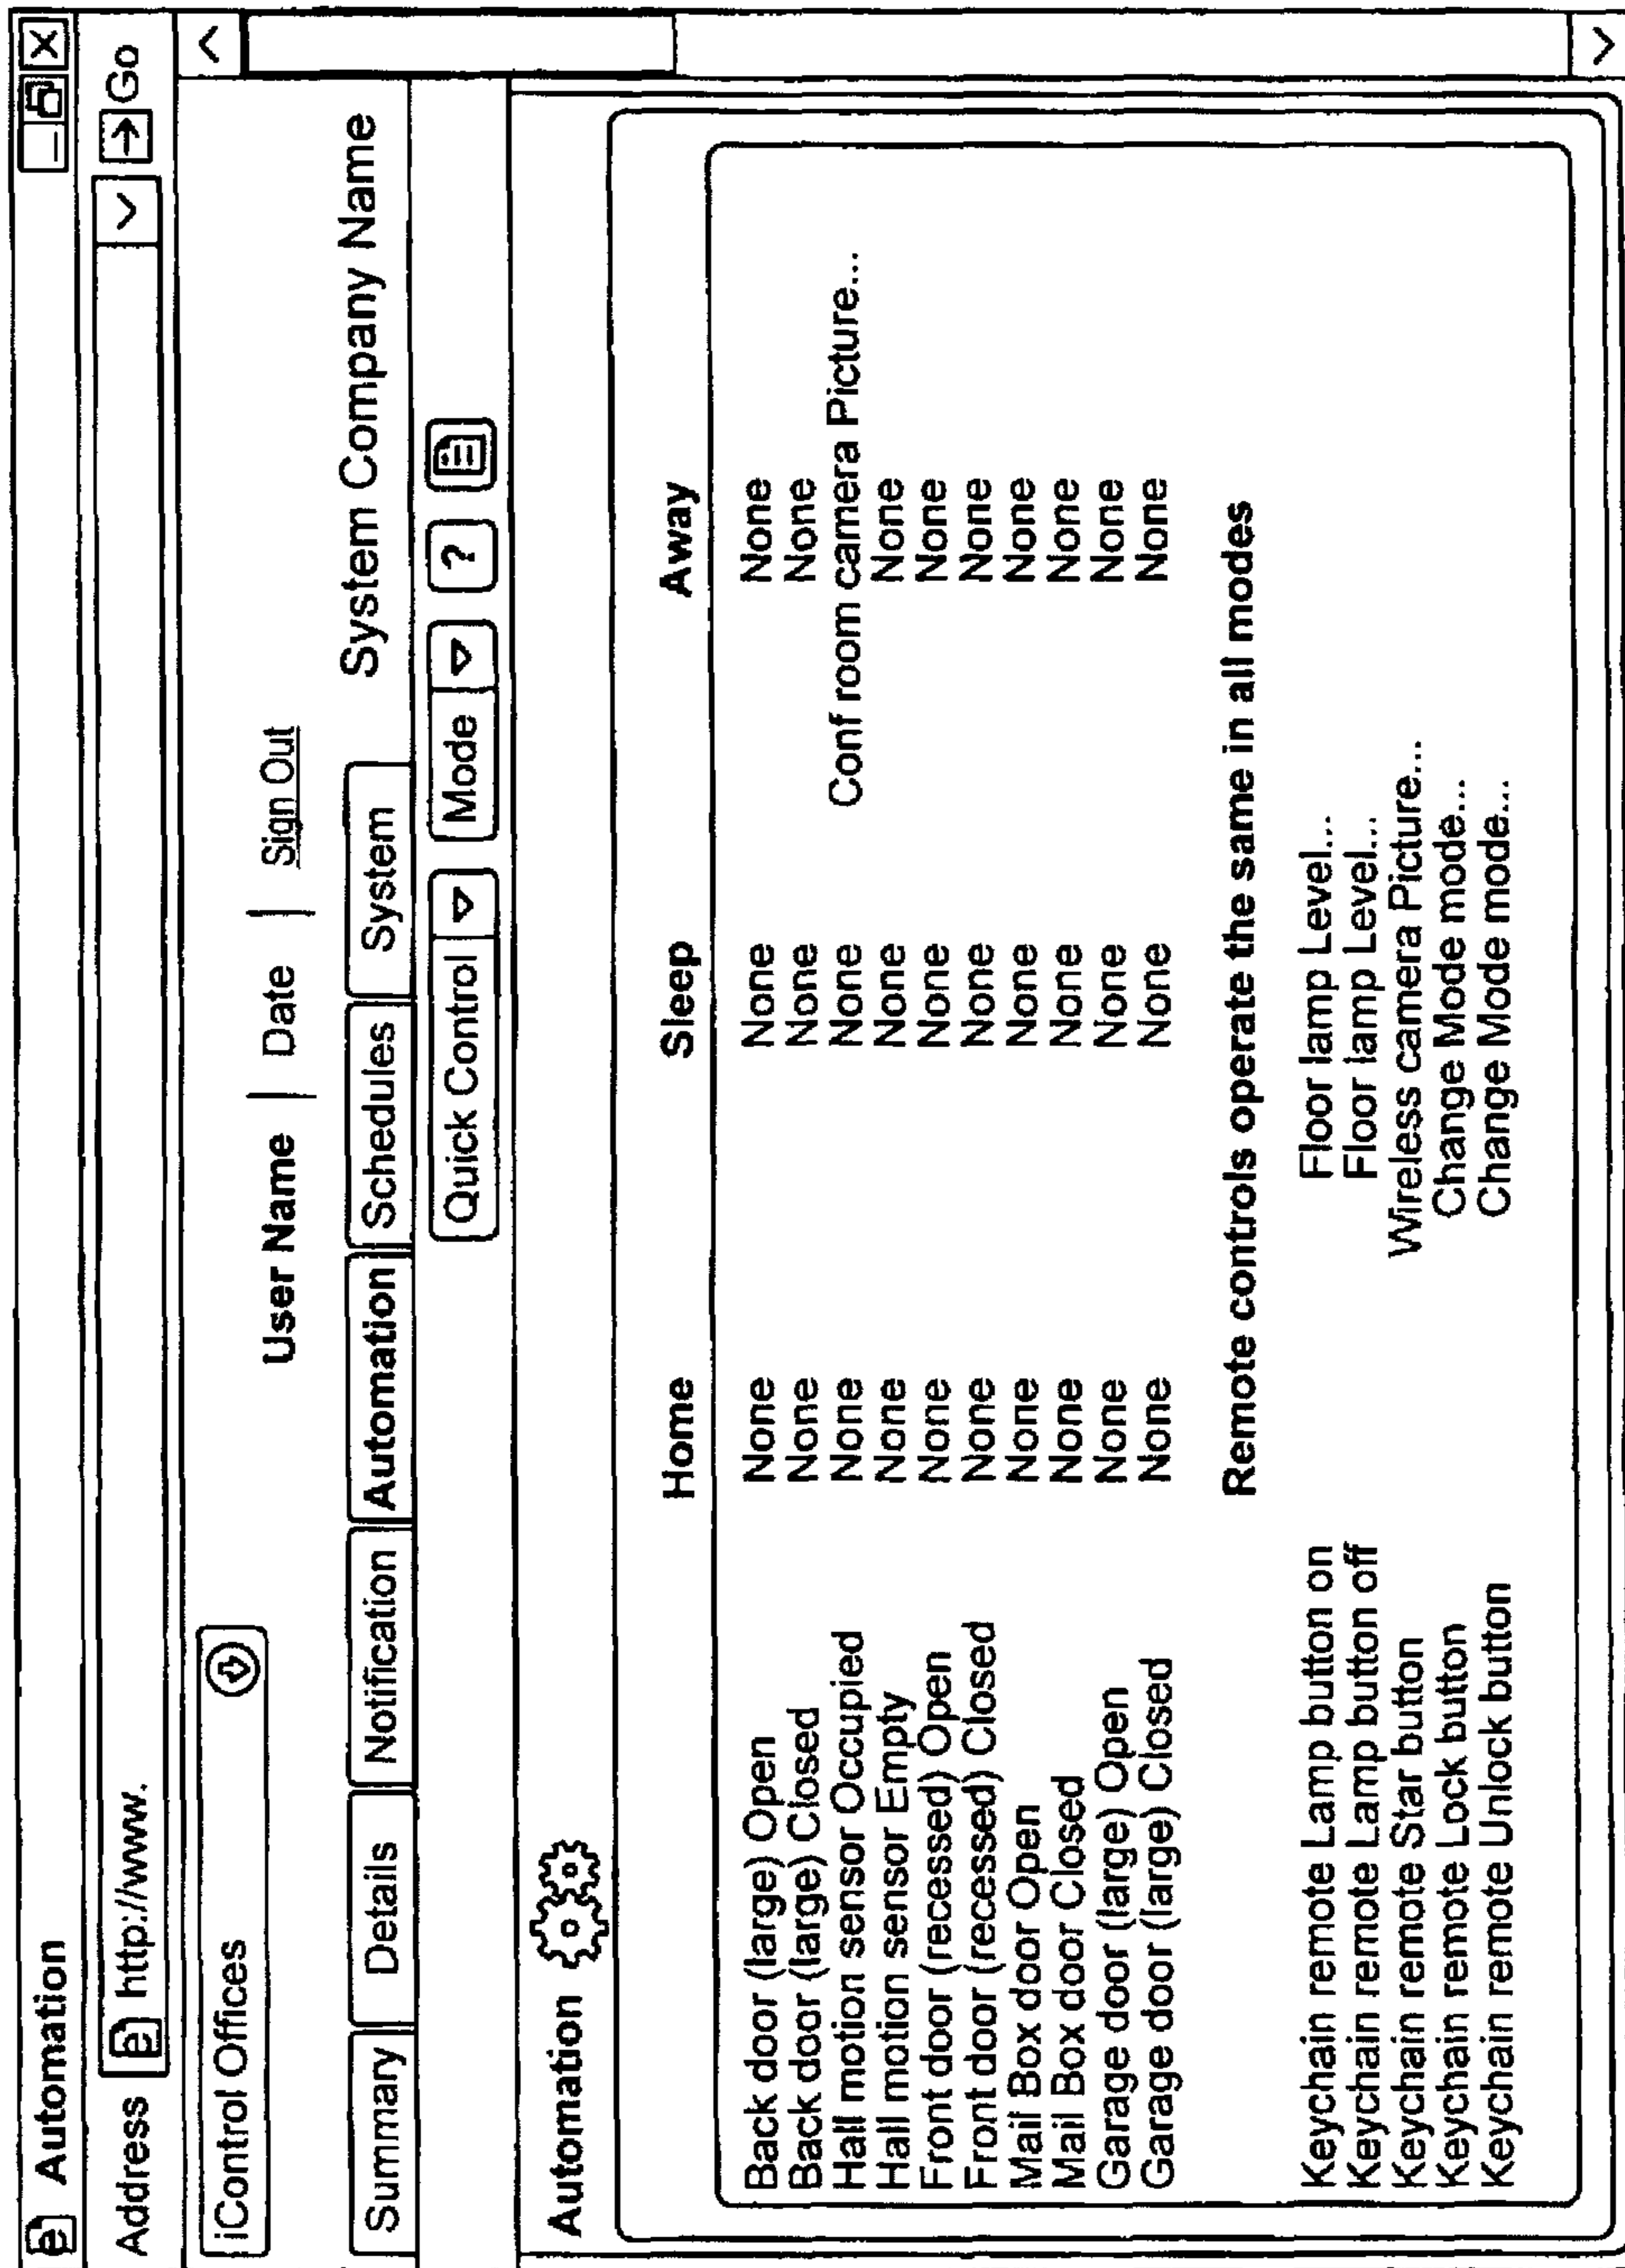 Automation
Address http://www. Go
iControl Offices
User Name | Date | Sign Out
Summary Details Notification Automation Schedules System System Company Name
Quick Control Mode ?
Automation
Home Sleep Away
Back door (large) Open None None None
Back door (large) Closed None None None
Hall motion sensor Occupied None None Conf room camera Picture...
Hall motion sensor Empty None None None
Front door (recessed) Open None None None
Front door (recessed) Closed None None None
Mail Box door Open None None None
Mail Box door Closed None None None
Garage door (large) Open None None None
Garage door (large) Closed None None None
Remote controls operate the same in all modes
Keychain remote Lamp button on Floor lamp Level...
Keychain remote Lamp button off Floor lamp Level...
Keychain remote Star button Wireless camera Picture...
Keychain remote Lock button Change Mode mode...
Keychain remote Unlock button Change Mode mode...